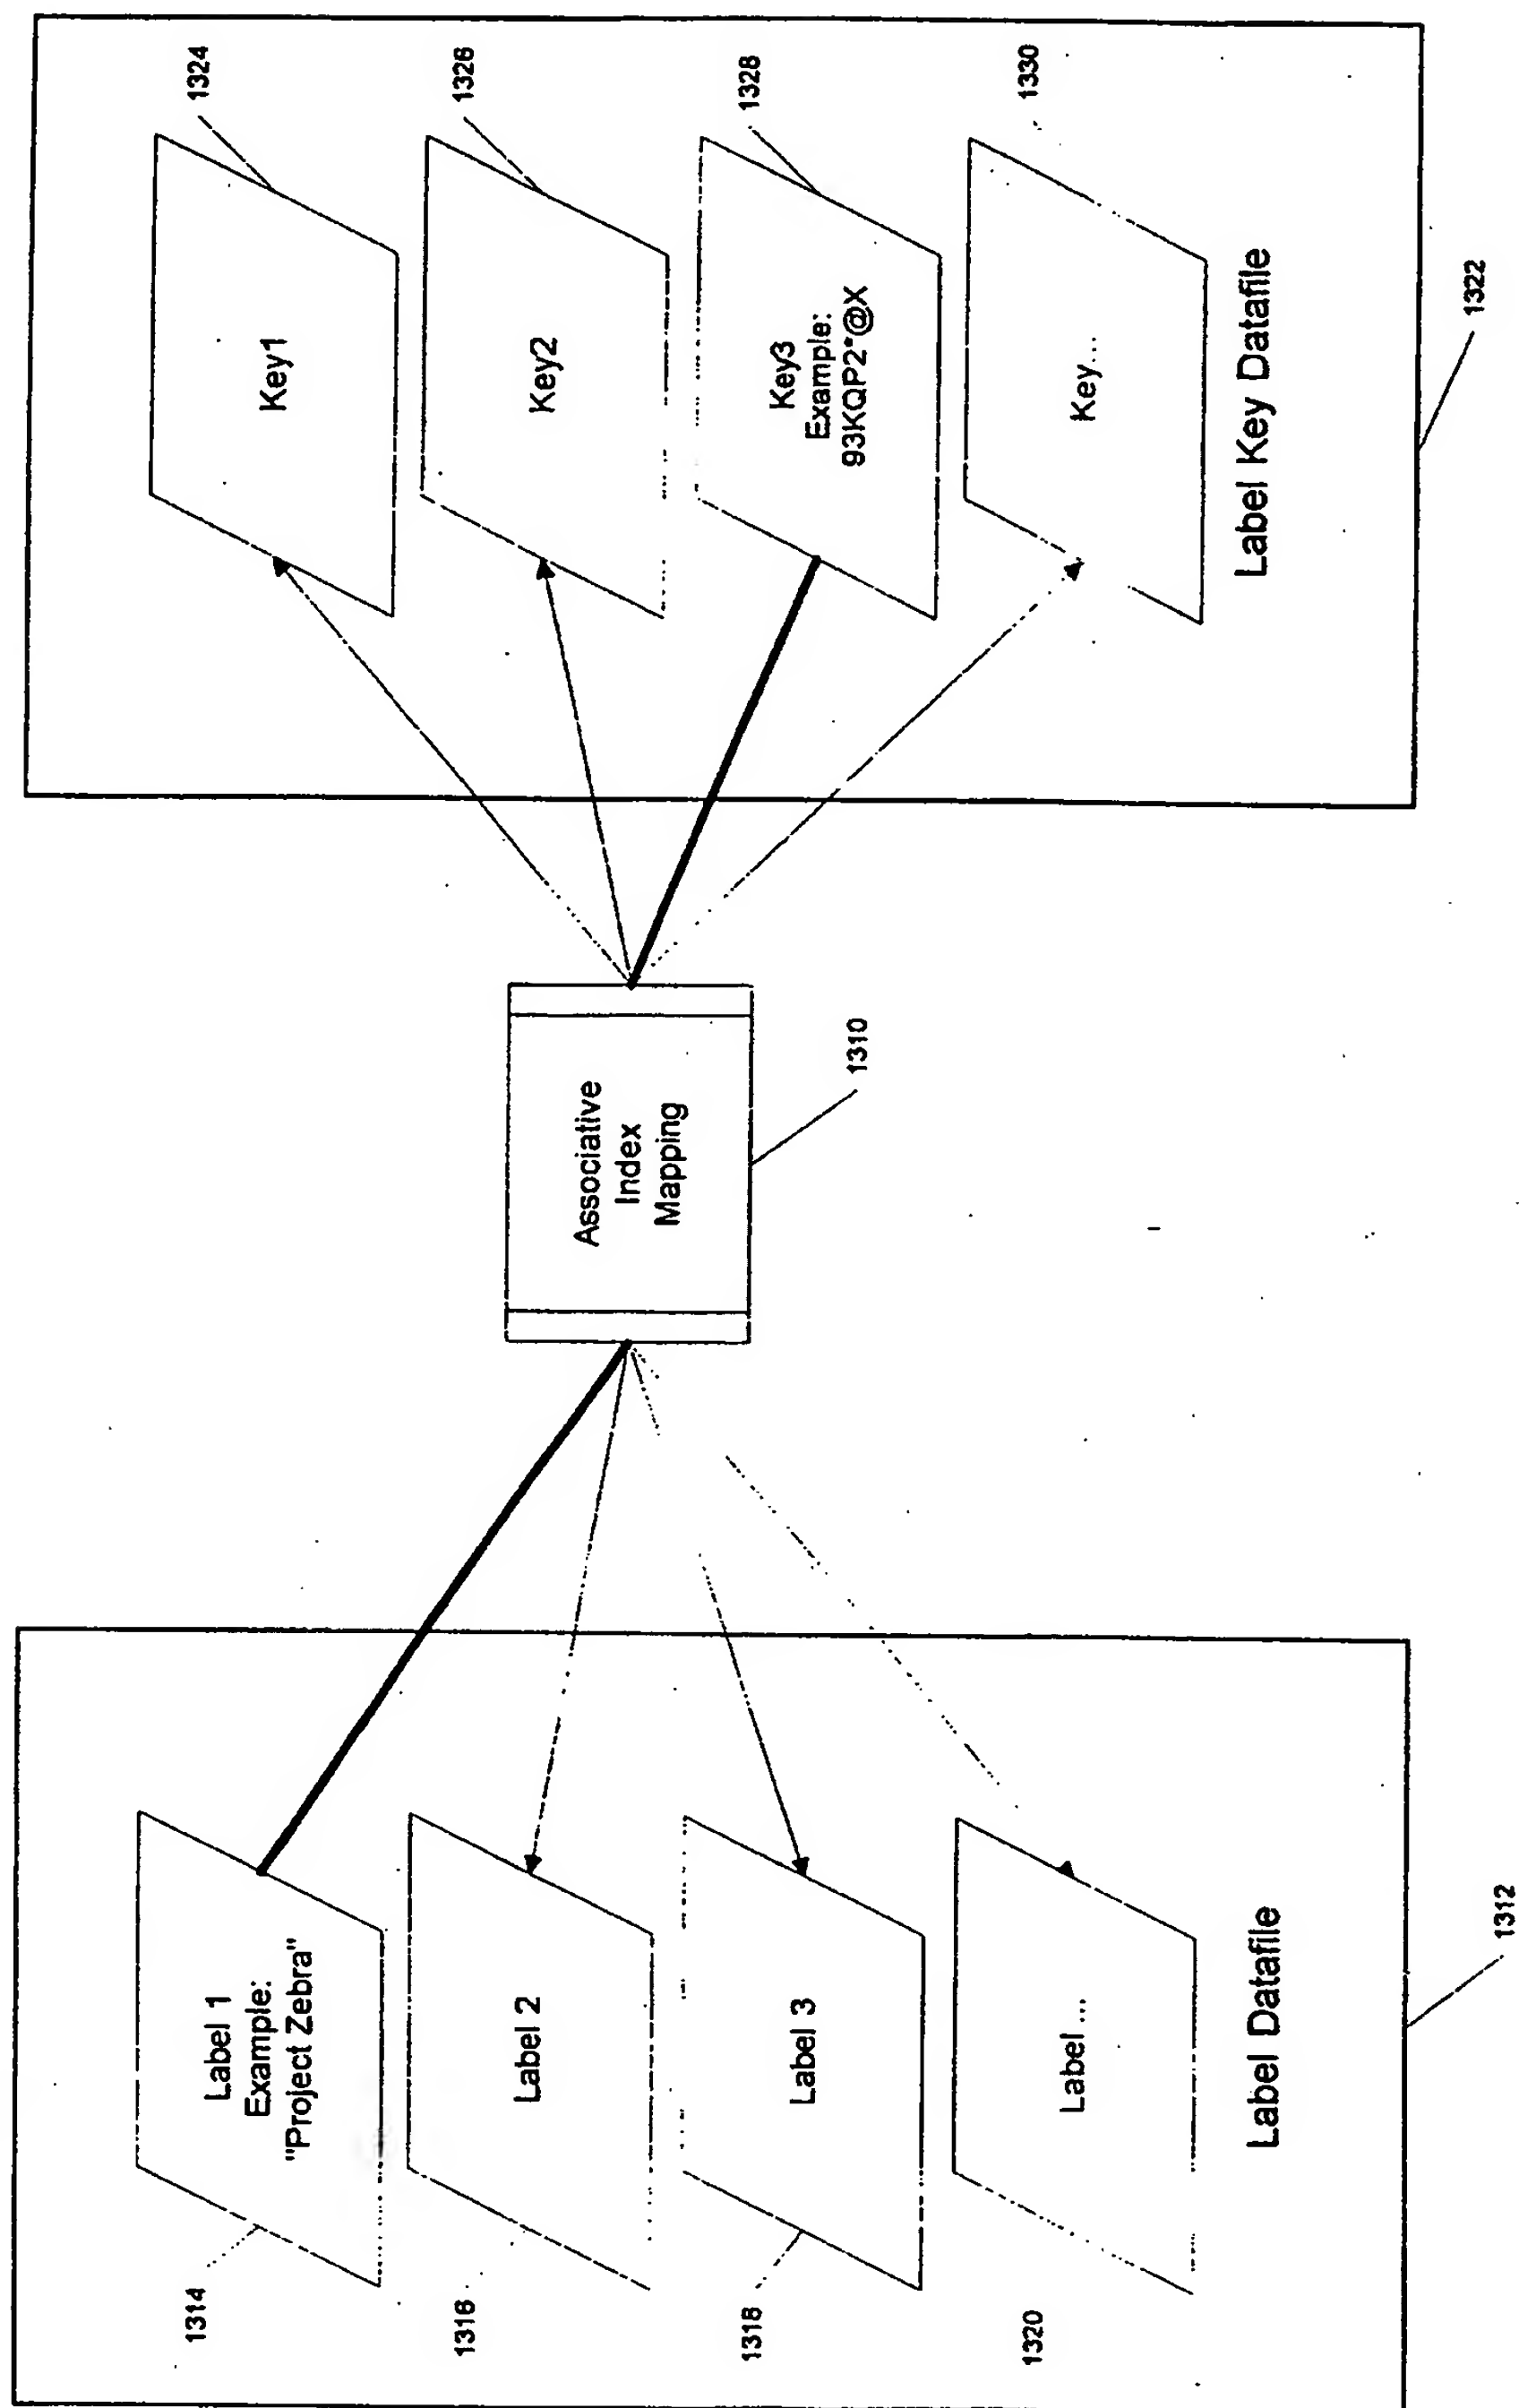 1314
Label 1
Example:
"Project Zebra"
1316
Label 2
1318
Label 3
1320
Label ...
Label Datafile
1312
Associative
Index
Mapping
1310
Key1
1324
Key2
1326
Key3
Example:
93KQP2*@X
1328
Key...
1330
Label Key Datafile
1322